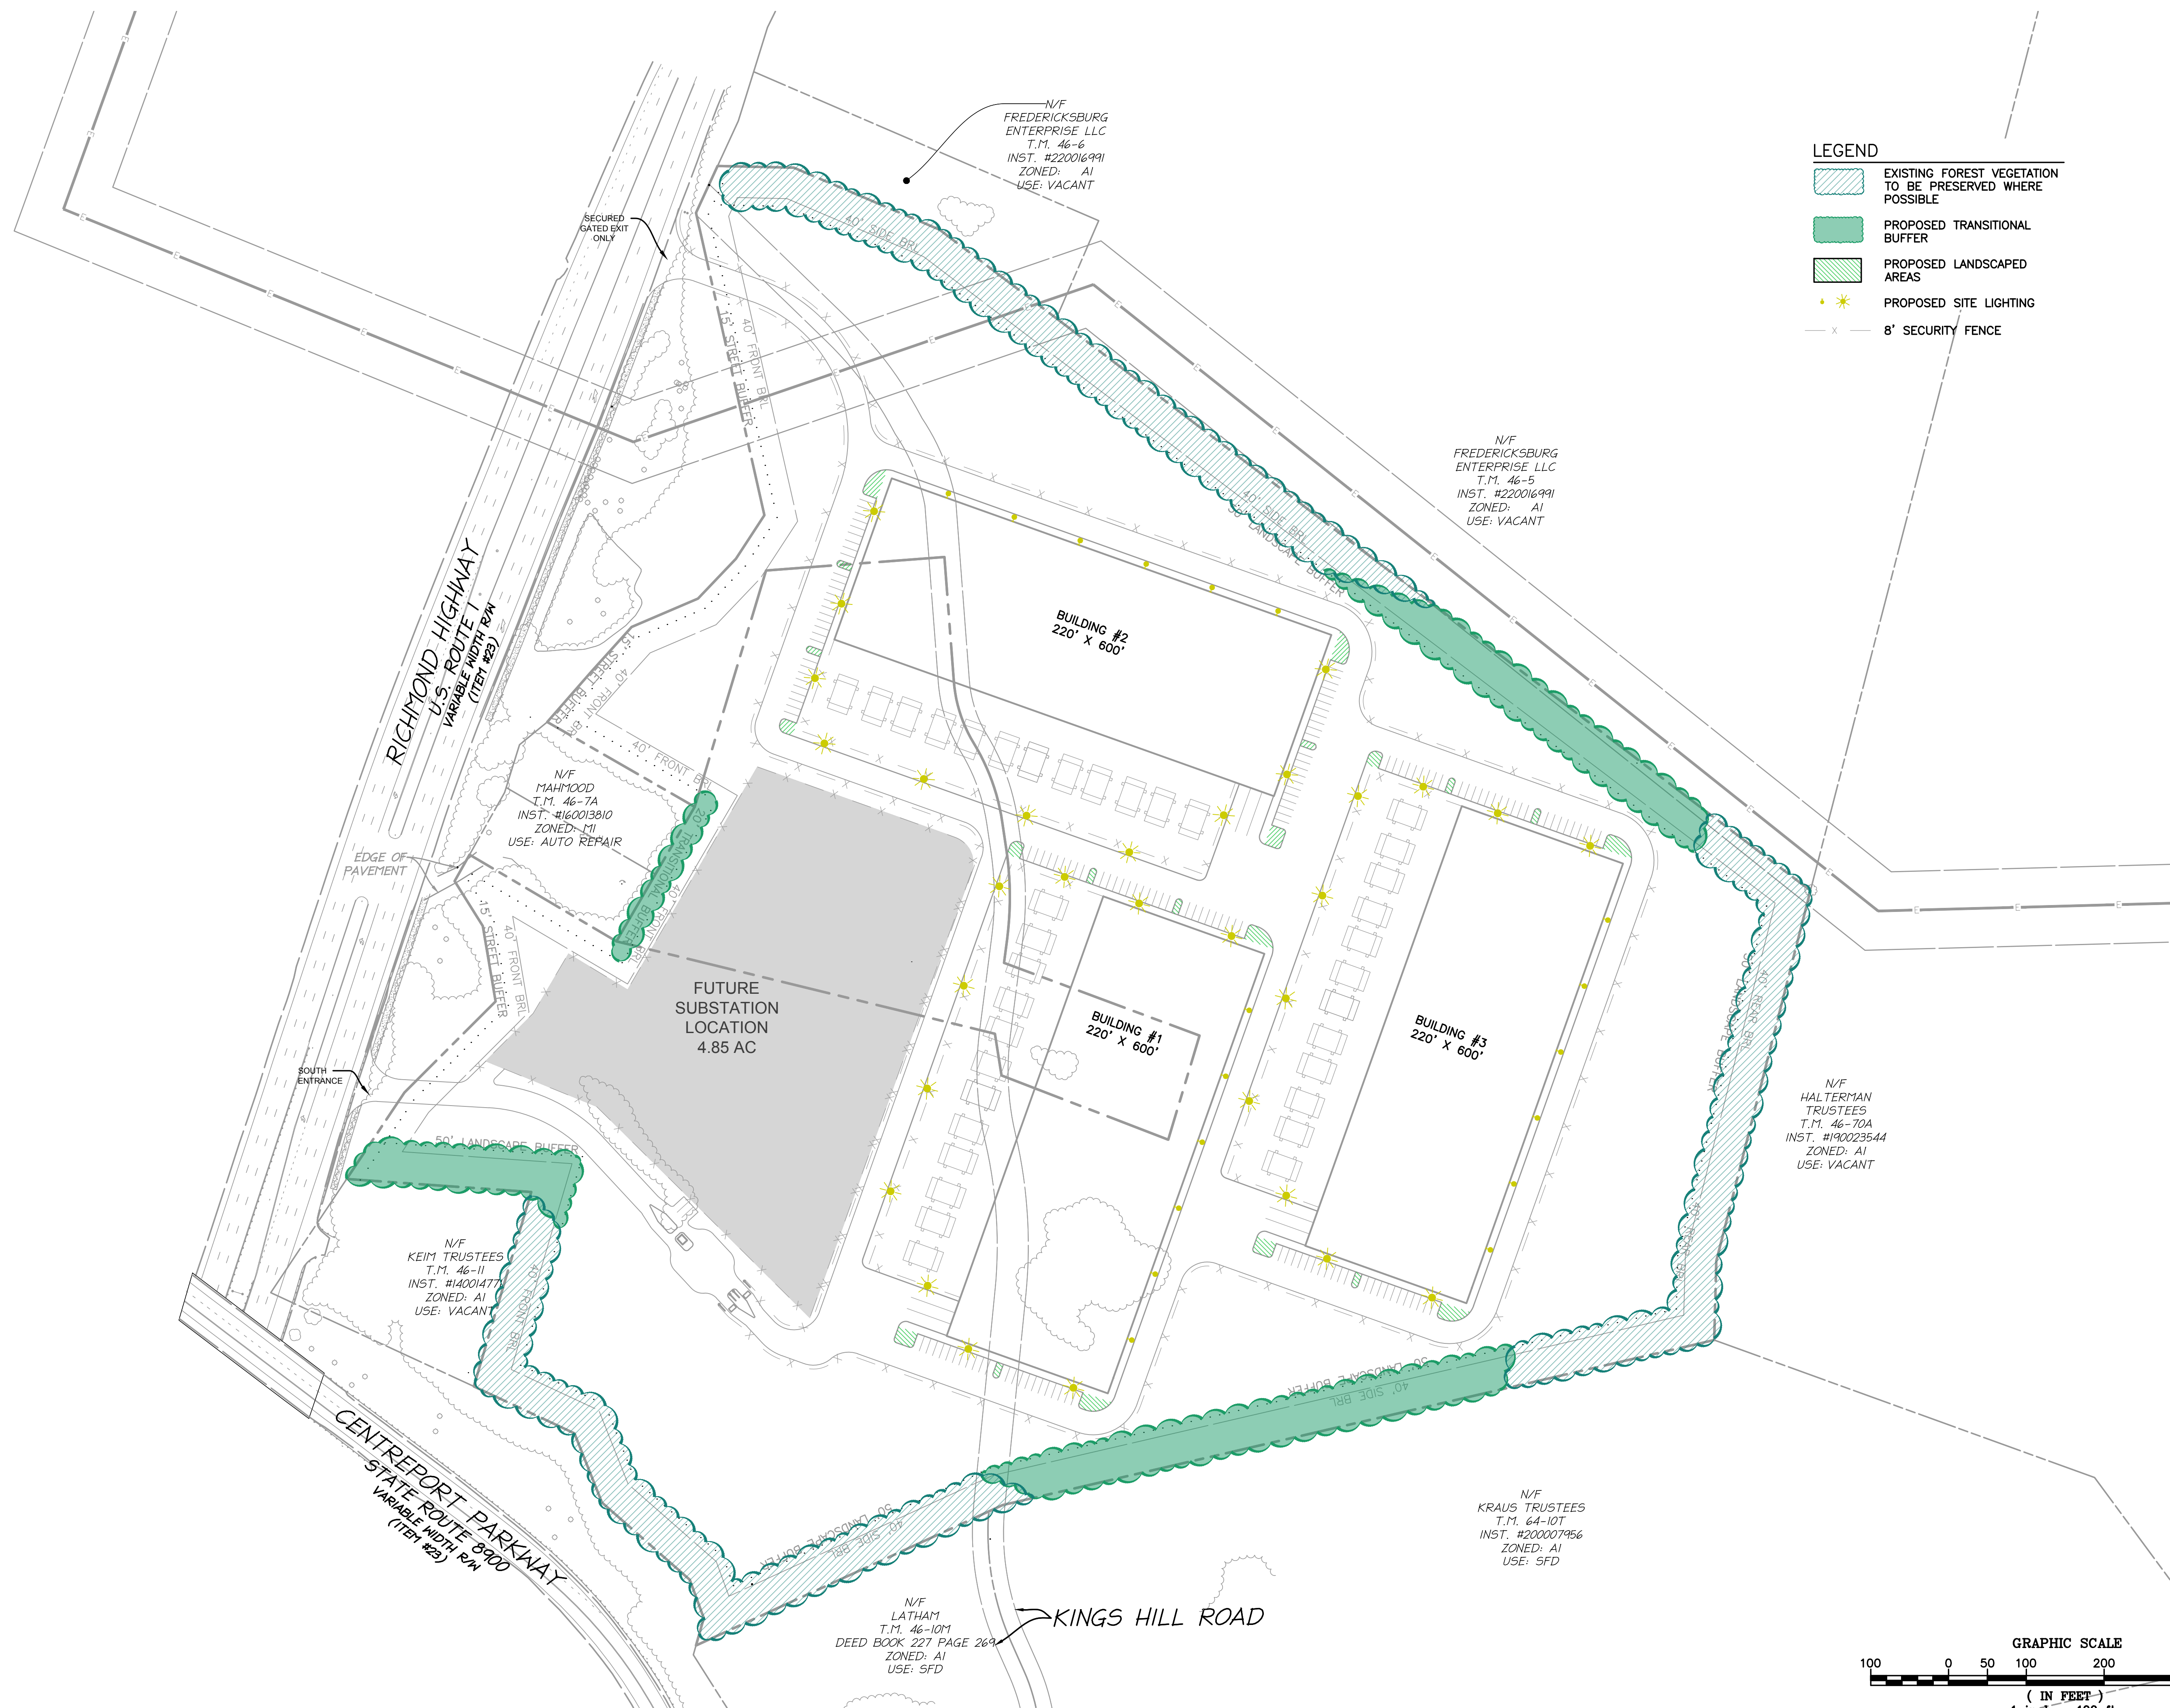 N/F
FREDERICKSBURG
ENTERPRISE LLC
T.M. 46-6
INST. #220016991
ZONED: A1
USE: VACANT
LEGEND
EXISTING FOREST VEGETATION
TO BE PRESERVED WHERE
POSSIBLE
PROPOSED TRANSITIONAL
BUFFER
PROPOSED LANDSCAPED
AREAS
PROPOSED SITE LIGHTING
X
8' SECURITY FENCE
SECURED
GATED EXIT
ONLY
40' SIDE BRL
15' STREET BUFFER
40' FRONT BRL
N/F
FREDERICKSBURG
ENTERPRISE LLC
T.M. 46-5
INST. #220016991
ZONED: A1
USE: VACANT
40' SIDE BRL
50' LANDSCAPE BUFFER
RICHMOND HIGHWAY
U.S. ROUTE 1
VARIABLE WIDTH R/W
(ITEM #23)
BUILDING #2
220' X 600'
15' STREET BUFFER
40' FRONT BRL
40' FRONT BRL
N/F
MAHMOOD
T.M. 46-7A
INST. #160013810
ZONED: M1
USE: AUTO REPAIR
20' TRANSITIONAL BUFFER
40' FRONT BRL
EDGE OF
PAVEMENT
15' STREET BUFFER
40' FRONT BRL
FUTURE
SUBSTATION
LOCATION
4.85 AC
BUILDING #1
220' X 600'
BUILDING #3
220' X 600'
40' REAR BRL
50' LANDSCAPE BUFFER
SOUTH
ENTRANCE
N/F
HALTERMAN
TRUSTEES
T.M. 46-70A
INST. #190023544
ZONED: A1
USE: VACANT
50' LANDSCAPE BUFFER
40' REAR BRL
N/F
KEIM TRUSTEES
T.M. 46-11
INST. #140014771
ZONED: A1
USE: VACANT
40' FRONT BRL
50' LANDSCAPE BUFFER
40' SIDE BRL
CENTREPORT PARKWAY
STATE ROUTE 8900
VARIABLE WIDTH R/W
(ITEM #23)
50' LANDSCAPE BUFFER
40' SIDE BRL
N/F
KRAUS TRUSTEES
T.M. 64-10T
INST. #200007956
ZONED: A1
USE: SFD
N/F
LATHAM
T.M. 46-10M
DEED BOOK 227 PAGE 269
ZONED: A1
USE: SFD
KINGS HILL ROAD
GRAPHIC SCALE
100 0 50 100 200
( IN FEET )